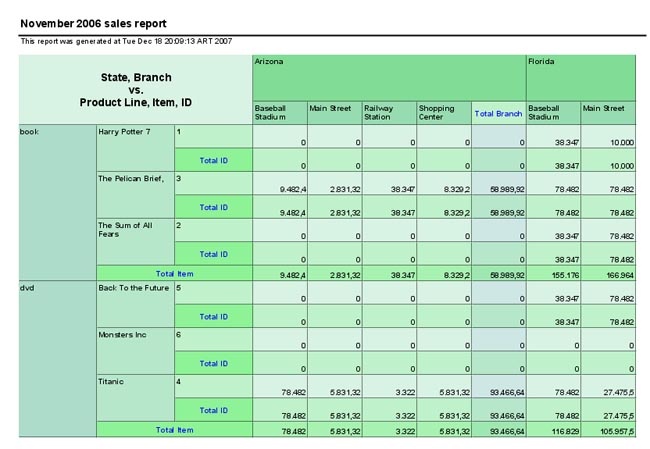 November 2006 sales report
This report was generated at Tue Dec 18 20:09:13 ART 2007
State, Branch
vs.
Product Line, Item, ID
Arizona Florida
Baseball Stadium Main Street Railway Station Shopping Center Total Branch Baseball Stadium Main Street
book Harry Potter 7 1 0 0 0 0 0 38.347 10.000
Total ID 0 0 0 0 0 38.347 10.000
The Pelican Brief, 3 9.482,4 2.831,32 38.347 8.329,2 58.989,92 78.482 78.482
Total ID 9.482,4 2.831,32 38.347 8.329,2 58.989,92 78.482 78.482
The Sum of All Fears 2 0 0 0 0 0 38.347 78.482
Total ID 0 0 0 0 0 38.347 78.482
Total Item 9.482,4 2.831,32 38.347 8.329,2 58.989,92 155.176 166.964
dvd Back To the Future 5 0 0 0 0 0 38.347 78.482
Total ID 0 0 0 0 0 38.347 78.482
Monsters Inc 6 0 0 0 0 0 0 0
Total ID 0 0 0 0 0 0 0
Titanic 4 78.482 5.831,32 3.322 5.831,32 93.466,64 78.482 27.475,5
Total ID 78.482 5.831,32 3.322 5.831,32 93.466,64 78.482 27.475,5
Total Item 78.482 5.831,32 3.322 5.831,32 93.466,64 116.829 105.957,5